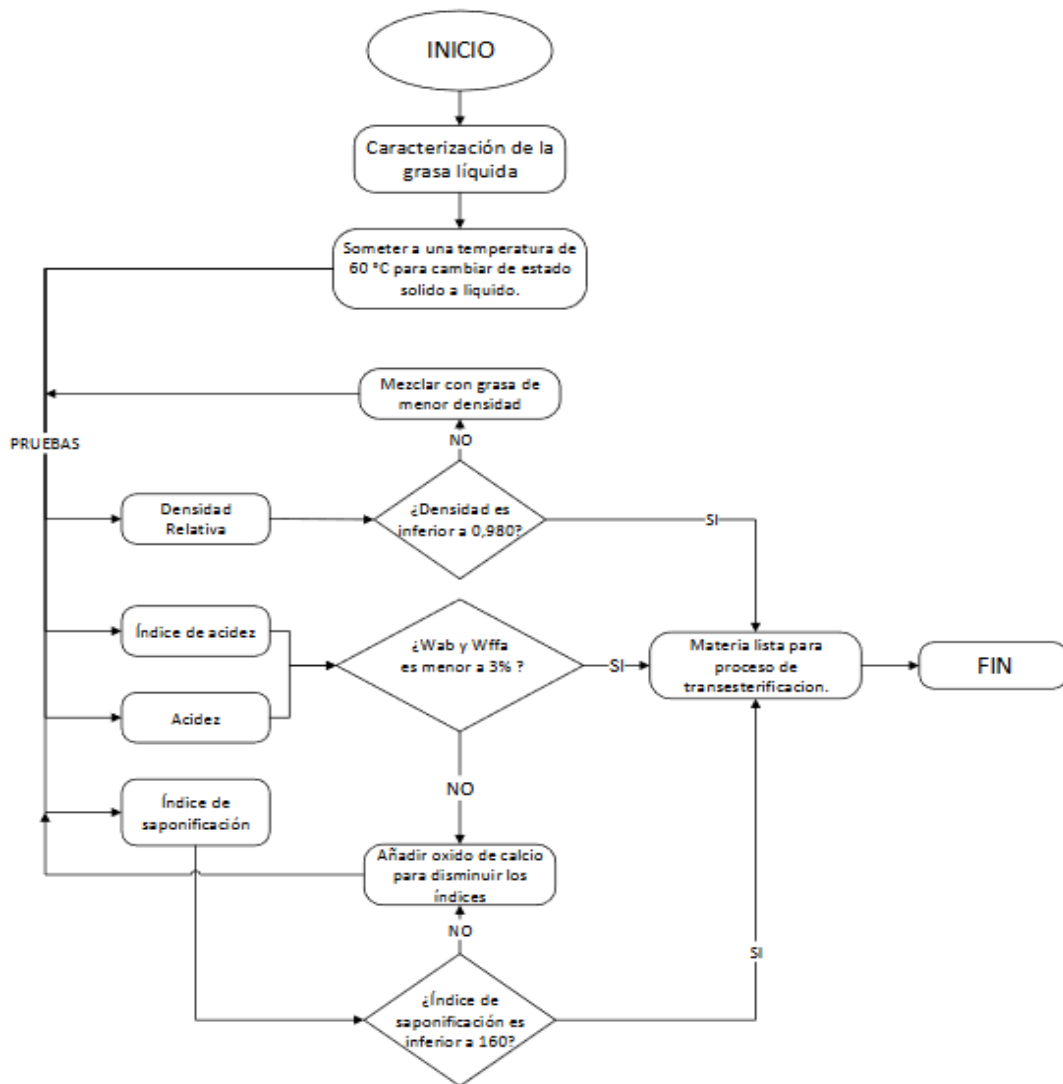 INICIO
Caracterización de la
grasa líquida
Someter a una temperatura de
60 °C para cambiar de estado
solido a liquido.
Mezclar con grasa de
menor densidad
NO
PRUEBAS
Densidad
Relativa
¿Densidad es
inferior a 0,980?
SI
Índice de acidez
¿Wab y Wffa
es menor a 3% ?
SI
Materia lista para
proceso de
transesterificacion.
FIN
Acidez
NO
Índice de
saponificación
Añadir oxido de calcio
para disminuir los
índices
NO
SI
¿Índice de
saponificación es
inferior a 160?